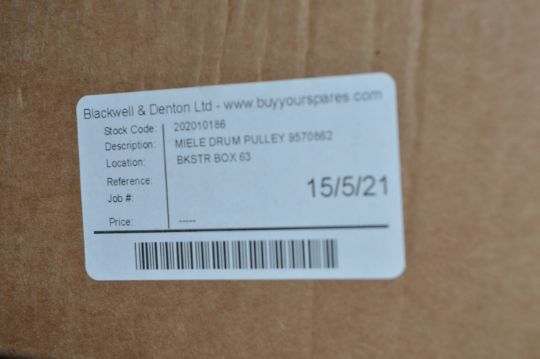 Blackwell & Denton Ltd - www.buyyourspares.com
Stock Code: 202010186
Description: MIELE DRUM PULLEY 9570862
Location: BKSTR BOX 63
Reference:
Job #: 15/5/21
Price: ----